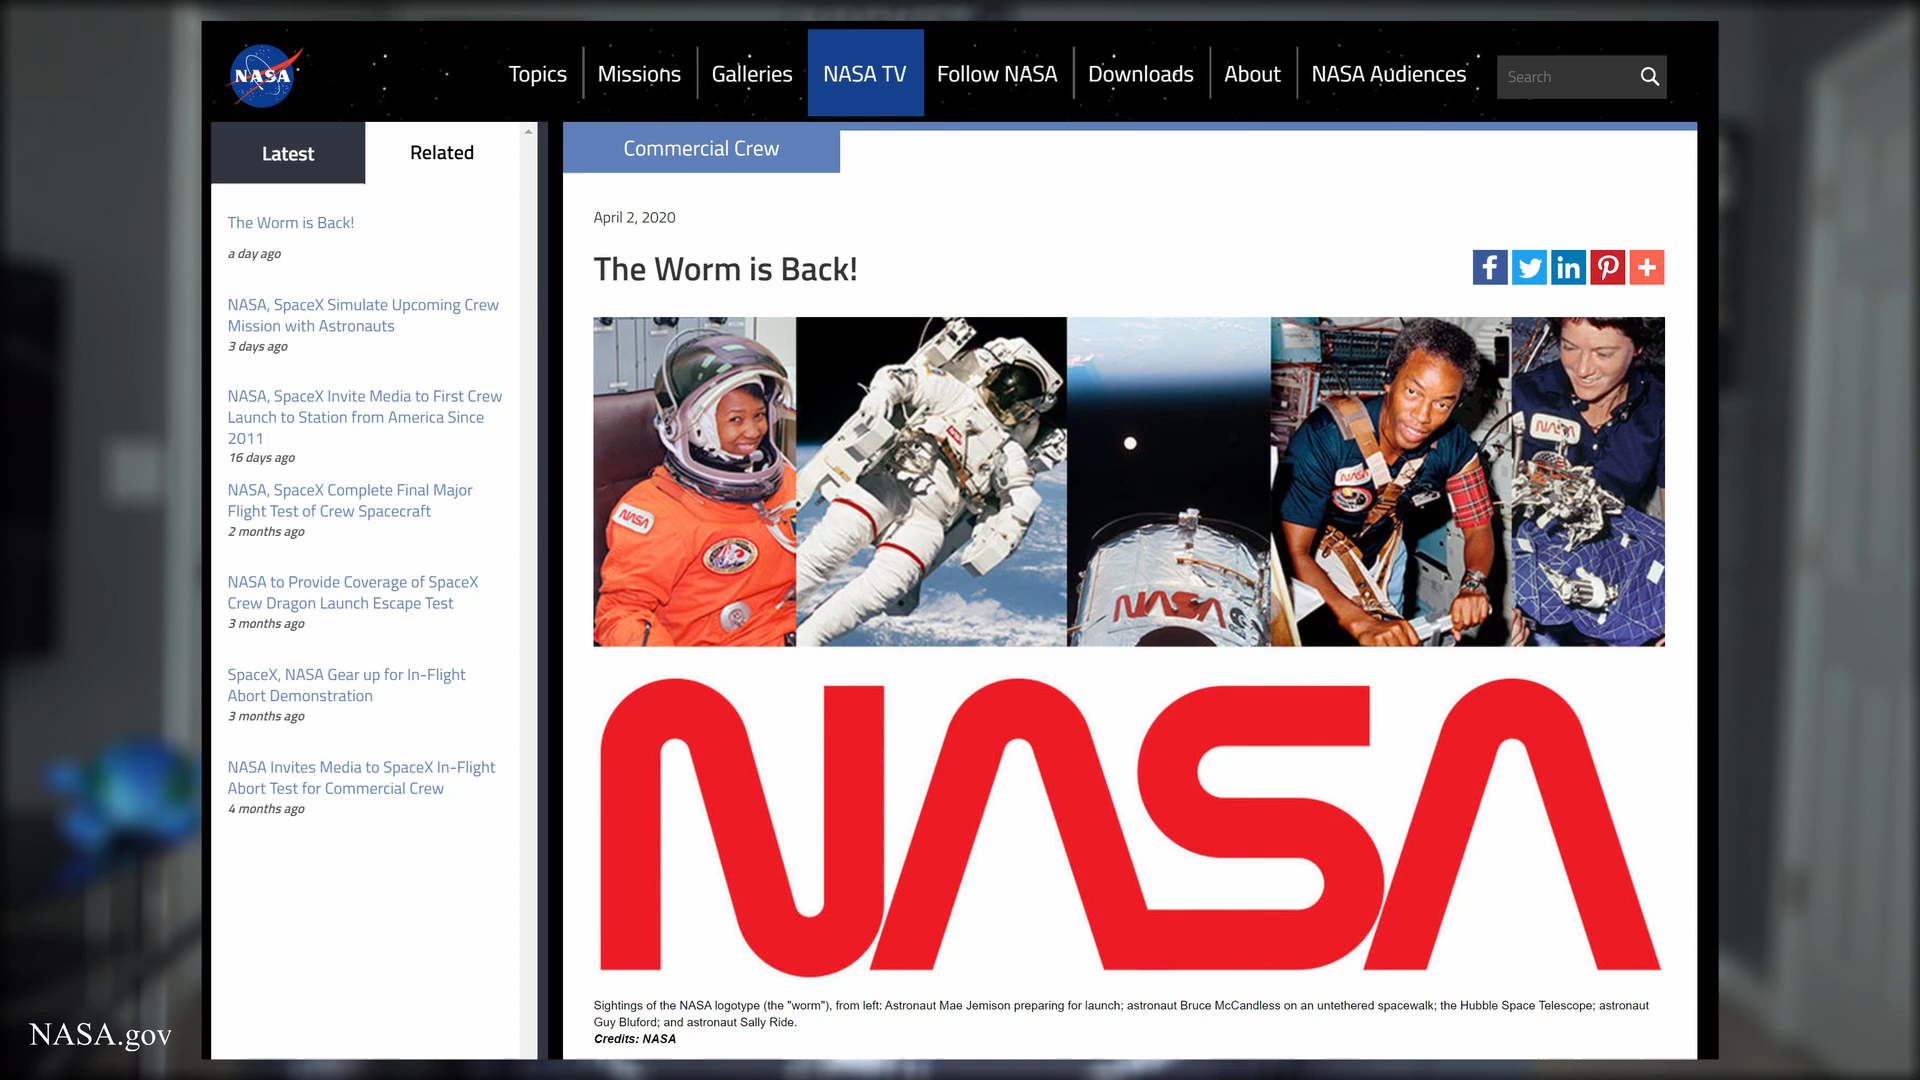 NASA
Topics
Missions
Galleries
NASA TV
Follow NASA
Downloads
About
NASA Audiences
Search
Latest
Related
The Worm is Back!
a day ago
NASA, SpaceX Simulate Upcoming Crew
Mission with Astronauts
3 days ago
NASA, SpaceX Invite Media to First Crew
Launch to Station from America Since
2011
16 days ago
NASA, SpaceX Complete Final Major
Flight Test of Crew Spacecraft
2 months ago
NASA to Provide Coverage of SpaceX
Crew Dragon Launch Escape Test
3 months ago
SpaceX, NASA Gear up for In-Flight
Abort Demonstration
3 months ago
NASA Invites Media to SpaceX In-Flight
Abort Test for Commercial Crew
4 months ago
Commercial Crew
April 2, 2020
The Worm is Back!
NASA
NASA
NASA
NASA
NASA
Sightings of the NASA logotype (the "worm"), from left: Astronaut Mae Jemison preparing for launch; astronaut Bruce McCandless on an untethered spacewalk; the Hubble Space Telescope; astronaut
Guy Bluford; and astronaut Sally Ride.
Credits: NASA
NASA.gov